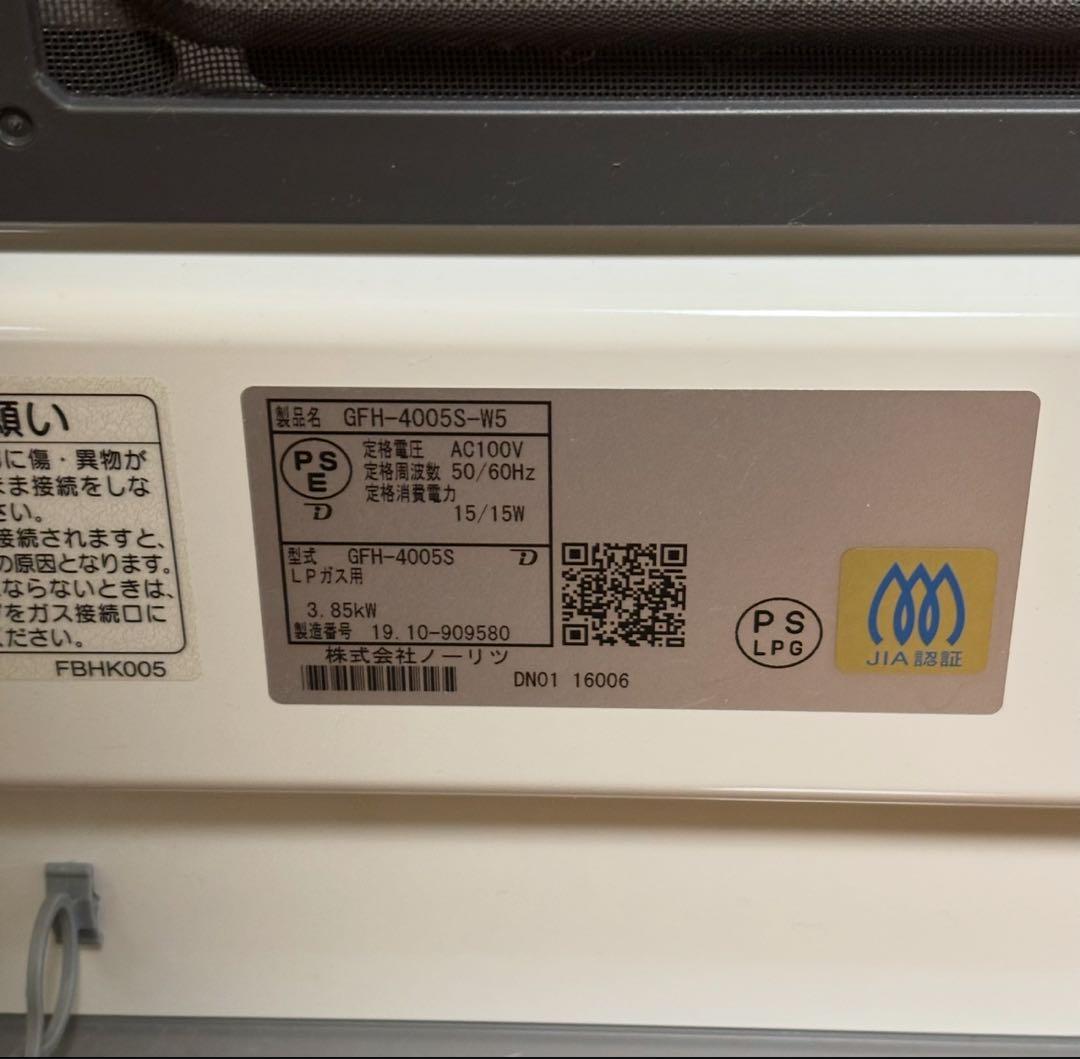 願い
に傷・異物が
まま接続をしな
さい。
接続されますと、
の原因となります。
にならないときは、
をガス接続口に
ください。
FBHK005
製品名 GFH-4005S-W5
PS
E
定格電圧 AC100V
定格周波数 50/60Hz
定格消費電力
15/15W
型式 GFH-4005S
LPガス用
3.85kW
製造番号 19.10-909580
株式会社ノーリツ
DN01 16006
PS
LPG
JIA認証